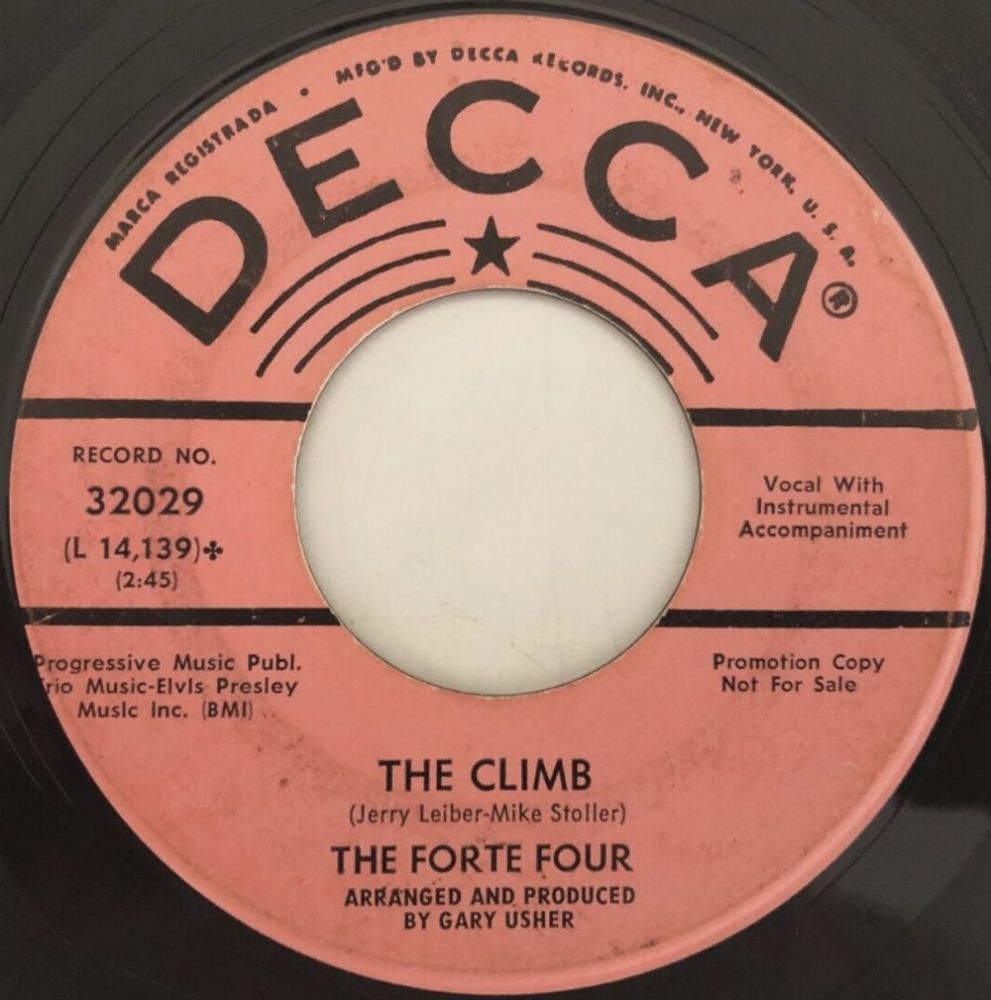 MARCA REGISTRADA • MFG'D BY DECCA RECORDS, INC., NEW YORK, U. S. A.
DECCA®
RECORD NO.
32029
(L 14,139)✤
(2:45)
Vocal With
Instrumental
Accompaniment
Progressive Music Publ.
rio Music-Elvis Presley
Music Inc. (BMI)
Promotion Copy
Not For Sale
THE CLIMB
(Jerry Leiber-Mike Stoller)
THE FORTE FOUR
ARRANGED AND PRODUCED
BY GARY USHER